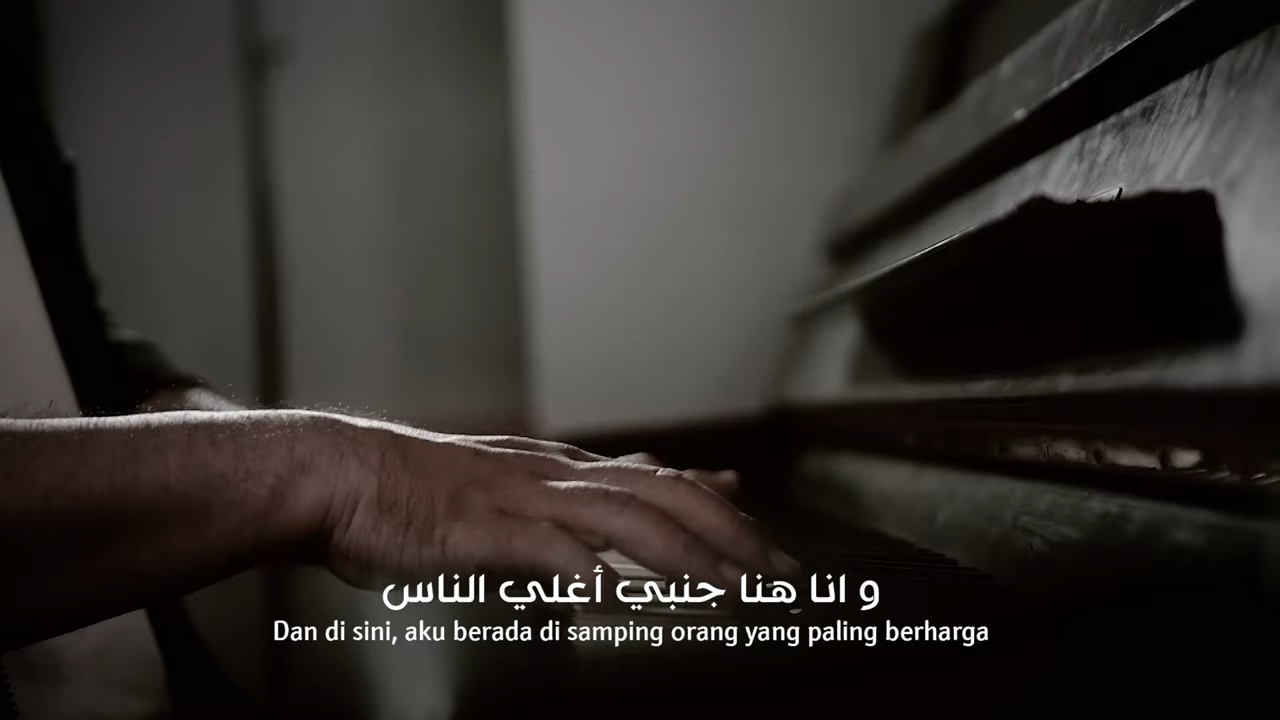 و انا هنا جنبي أغلي الناس
Dan di sini, aku berada di samping orang yang paling berharga